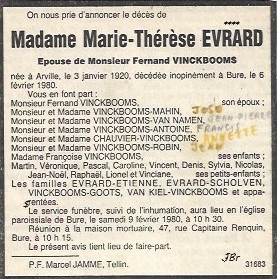 On nous prie d'annoncer le décès de
Madame Marie-Thérèse EVRARD
Epouse de Monsieur Fernand VINCKBOOMS
née à Arville, le 3 janvier 1920, décédée inopinément à Bure, le 6
février 1980.
Vous en font part :
Monsieur Fernand VINCKBOOMS, son époux ;
Monsieur et Madame VINCKBOOMS-MAHIN, JOSÉ
Monsieur et Madame VINCKBOOMS-VAN NAMEN, JEAN PIERRE
Monsieur et Madame VINCKBOOMS-ANTOINE, FRANCIS
Monsieur et Madame CHAUVIER-VINCKBOOMS,
Monsieur et Madame VINCKBOOMS-ROBIN, JEAN
Madame Françoise VINCKBOOMS, ses enfants ;
Martin, Véronique, Pascal, Caroline, Vincent, Denis, Sylvia, Nicolas,
Jean-Noël, Raphaël, Lionel et Vinciane, ses petits-enfants ;
Les familles EVRARD-ETIENNE, EVRARD-SCHOLVEN,
VINCKBOOMS-GOOTS, VAN KIEL-VINCKBOOMS et appa-
rentées.
Le service funèbre, suivi de l'inhumation, aura lieu en l'église
paroissiale de Bure, le samedi 9 février 1980, à 10 h 30.
Réunion à la maison mortuaire, 47, rue Capitaine Renquin,
Bure, à 10 h 15.
Le présent avis tient lieu de faire-part.
P.F. Marcel JAMME, Tellin. 31683